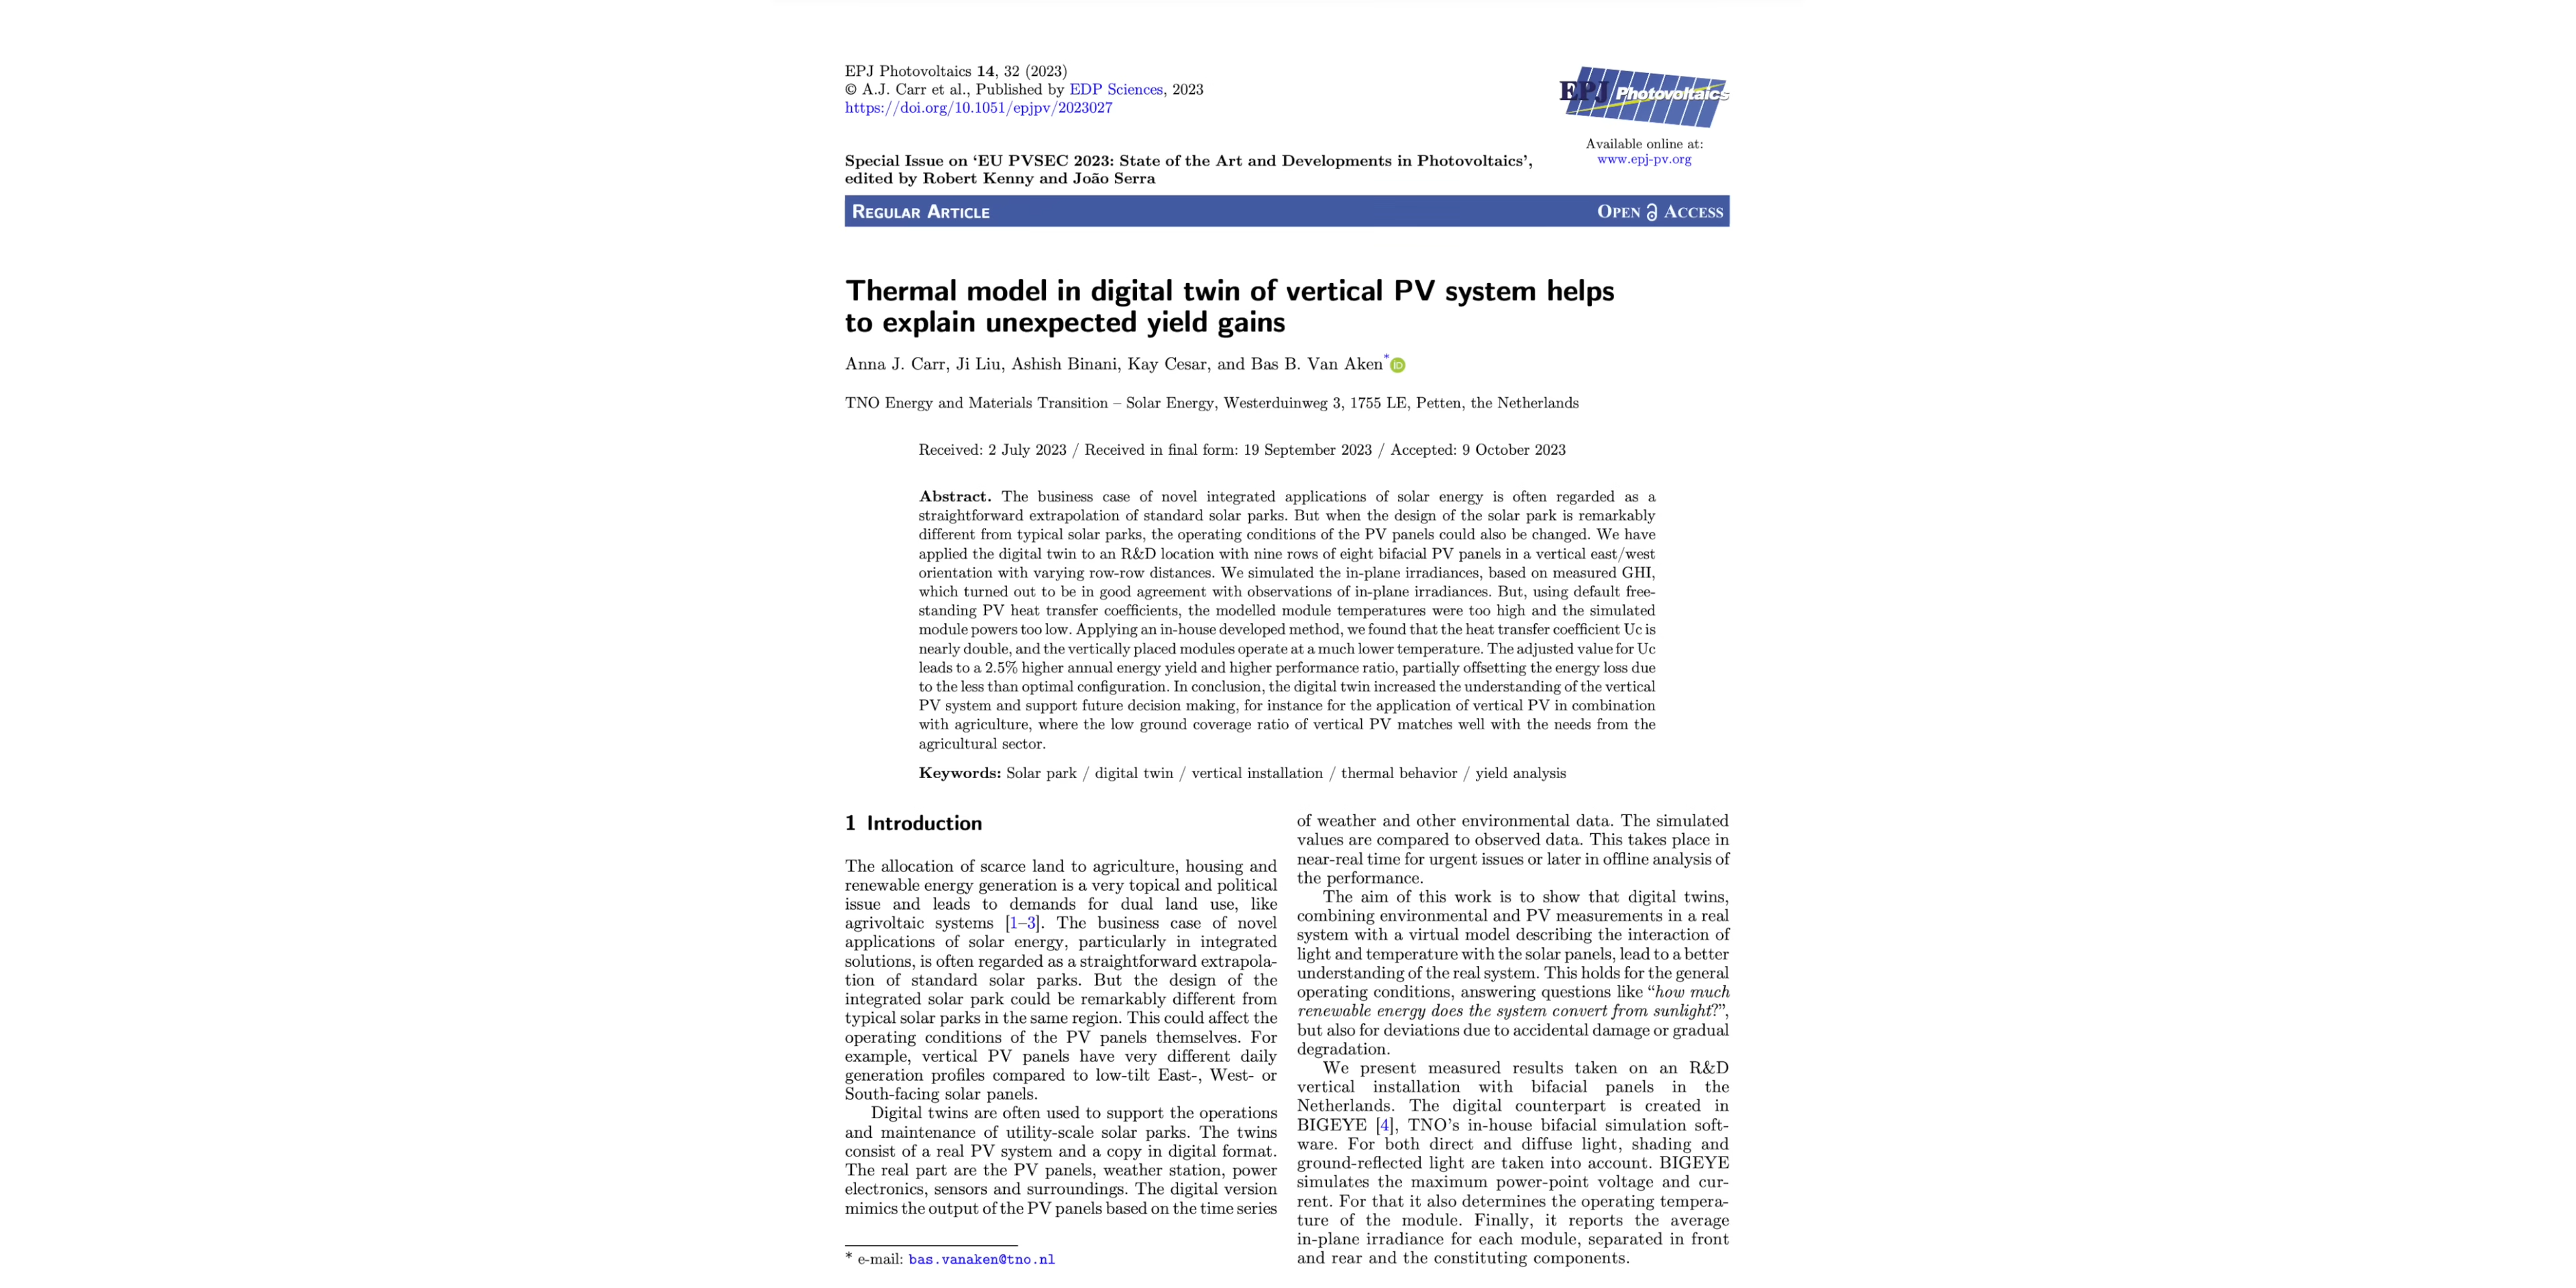 EPJ Photovoltaics 14, 32 (2023)
© A.J. Carr et al., Published by EDP Sciences, 2023
https://doi.org/10.1051/epjpv/2023027
EPJ Photovoltaics
Available online at:
www.epj-pv.org
Special Issue on ‘EU PVSEC 2023: State of the Art and Developments in Photovoltaics’,
edited by Robert Kenny and João Serra
REGULAR ARTICLE
OPEN ACCESS
Thermal model in digital twin of vertical PV system helps
to explain unexpected yield gains
Anna J. Carr, Ji Liu, Ashish Binani, Kay Cesar, and Bas B. Van Aken* iD
TNO Energy and Materials Transition – Solar Energy, Westerduinweg 3, 1755 LE, Petten, the Netherlands
Received: 2 July 2023 / Received in final form: 19 September 2023 / Accepted: 9 October 2023
Abstract. The business case of novel integrated applications of solar energy is often regarded as a
straightforward extrapolation of standard solar parks. But when the design of the solar park is remarkably
different from typical solar parks, the operating conditions of the PV panels could also be changed. We have
applied the digital twin to an R&D location with nine rows of eight bifacial PV panels in a vertical east/west
orientation with varying row-row distances. We simulated the in-plane irradiances, based on measured GHI,
which turned out to be in good agreement with observations of in-plane irradiances. But, using default free-
standing PV heat transfer coefficients, the modelled module temperatures were too high and the simulated
module powers too low. Applying an in-house developed method, we found that the heat transfer coefficient Uc is
nearly double, and the vertically placed modules operate at a much lower temperature. The adjusted value for Uc
leads to a 2.5% higher annual energy yield and higher performance ratio, partially offsetting the energy loss due
to the less than optimal configuration. In conclusion, the digital twin increased the understanding of the vertical
PV system and support future decision making, for instance for the application of vertical PV in combination
with agriculture, where the low ground coverage ratio of vertical PV matches well with the needs from the
agricultural sector.
Keywords: Solar park / digital twin / vertical installation / thermal behavior / yield analysis
1 Introduction
The allocation of scarce land to agriculture, housing and
renewable energy generation is a very topical and political
issue and leads to demands for dual land use, like
agrivoltaic systems [1–3]. The business case of novel
applications of solar energy, particularly in integrated
solutions, is often regarded as a straightforward extrapola-
tion of standard solar parks. But the design of the
integrated solar park could be remarkably different from
typical solar parks in the same region. This could affect the
operating conditions of the PV panels themselves. For
example, vertical PV panels have very different daily
generation profiles compared to low-tilt East-, West- or
South-facing solar panels.
Digital twins are often used to support the operations
and maintenance of utility-scale solar parks. The twins
consist of a real PV system and a copy in digital format.
The real part are the PV panels, weather station, power
electronics, sensors and surroundings. The digital version
mimics the output of the PV panels based on the time series
* e-mail: bas.vanaken@tno.nl
of weather and other environmental data. The simulated
values are compared to observed data. This takes place in
near-real time for urgent issues or later in offline analysis of
the performance.
The aim of this work is to show that digital twins,
combining environmental and PV measurements in a real
system with a virtual model describing the interaction of
light and temperature with the solar panels, lead to a better
understanding of the real system. This holds for the general
operating conditions, answering questions like “how much
renewable energy does the system convert from sunlight?”,
but also for deviations due to accidental damage or gradual
degradation.
We present measured results taken on an R&D
vertical installation with bifacial panels in the
Netherlands. The digital counterpart is created in
BIGEYE [4], TNO’s in-house bifacial simulation soft-
ware. For both direct and diffuse light, shading and
ground-reflected light are taken into account. BIGEYE
simulates the maximum power-point voltage and cur-
rent. For that it also determines the operating tempera-
ture of the module. Finally, it reports the average
in-plane irradiance for each module, separated in front
and rear and the constituting components.